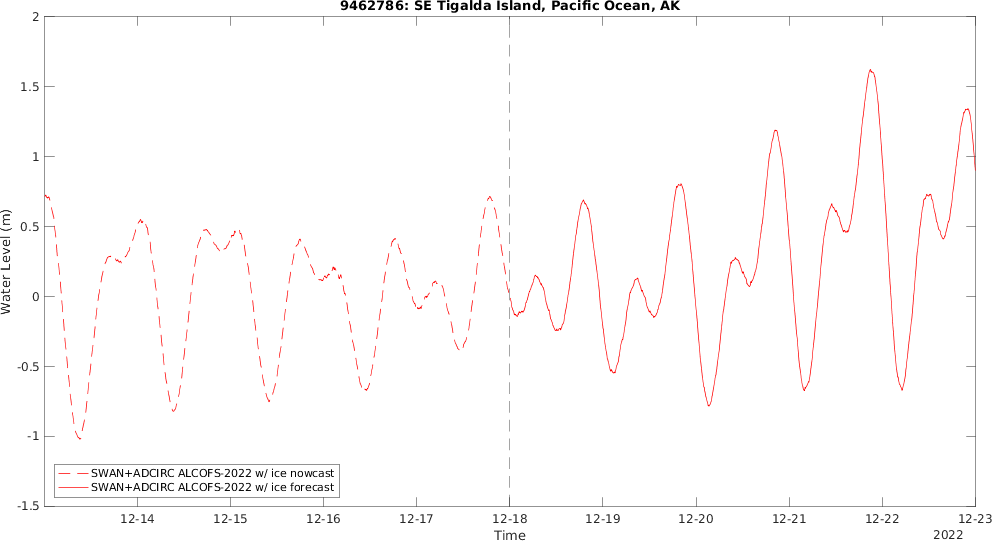 9462786: SE Tigalda Island, Pacific Ocean, AK
2
1.5
1
0.5
0
-0.5
-1
-1.5
Water Level (m)
SWAN+ADCIRC ALCOFS-2022 w/ ice nowcast
SWAN+ADCIRC ALCOFS-2022 w/ ice forecast
12-14 12-15 12-16 12-17 12-18 12-19 12-20 12-21 12-22 12-23
Time
2022